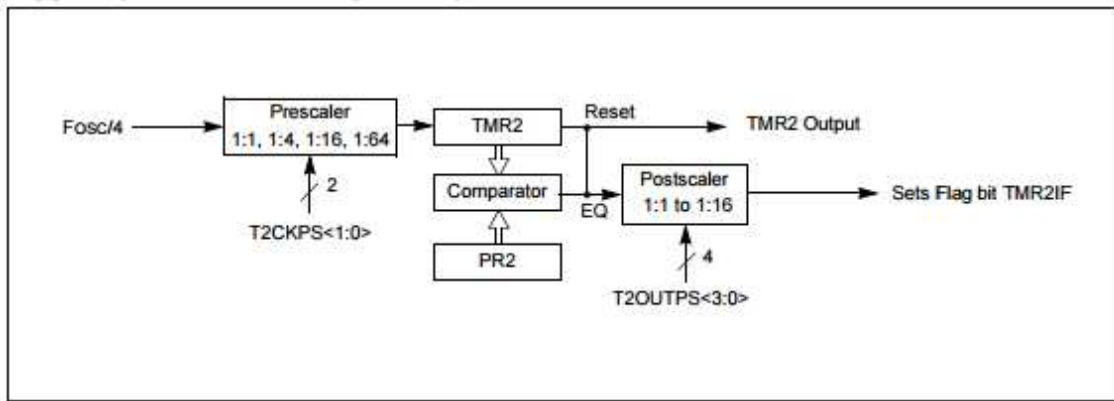 Fosc/4
Prescaler
1:1, 1:4, 1:16, 1:64
2
T2CKPS<1:0>
TMR2
Comparator
PR2
Reset
EQ
TMR2 Output
Postscaler
1:1 to 1:16
4
T2OUTPS<3:0>
Sets Flag bit TMR2IF